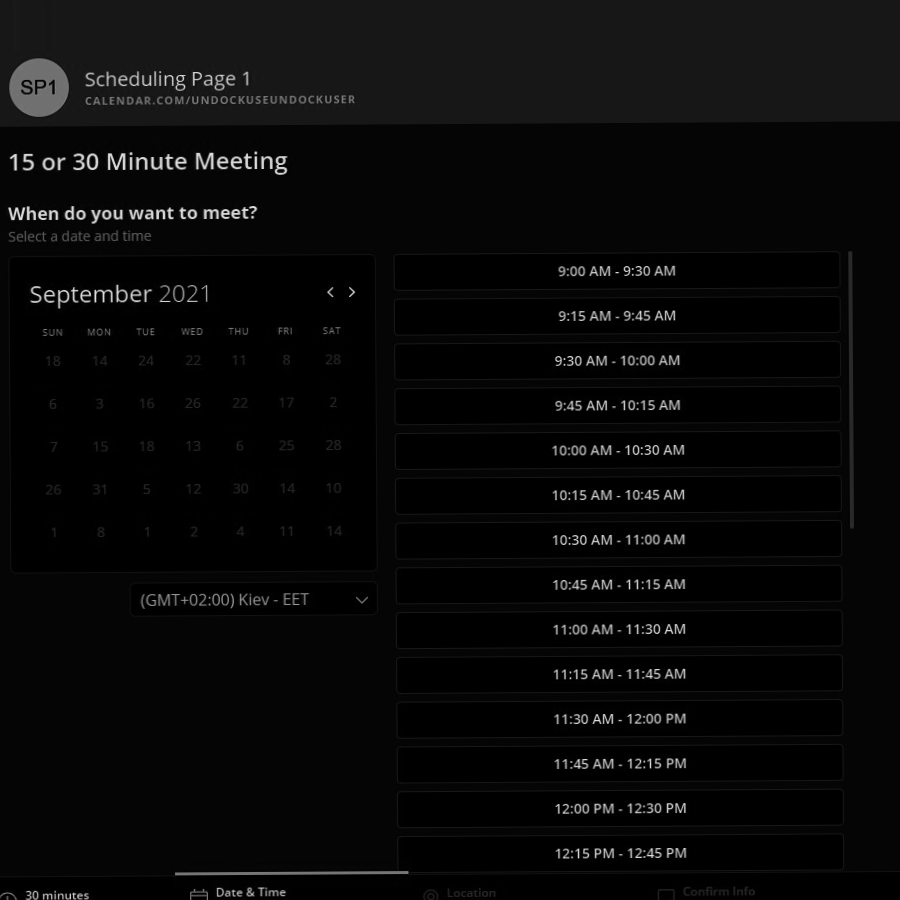 SP1
Scheduling Page 1
CALENDAR.COM/UNDOCKUSEUNDOCKUSER
15 or 30 Minute Meeting
When do you want to meet?
Select a date and time
September 2021
SUN MON TUE WED THU FRI SAT
18 14 24 22 11 8 28
6 3 16 26 22 17 2
7 15 18 13 6 25 28
26 31 5 12 30 14 10
1 8 1 2 4 11 14
(GMT+02:00) Kiev - EET
9:00 AM - 9:30 AM
9:15 AM - 9:45 AM
9:30 AM - 10:00 AM
9:45 AM - 10:15 AM
10:00 AM - 10:30 AM
10:15 AM - 10:45 AM
10:30 AM - 11:00 AM
10:45 AM - 11:15 AM
11:00 AM - 11:30 AM
11:15 AM - 11:45 AM
11:30 AM - 12:00 PM
11:45 AM - 12:15 PM
12:00 PM - 12:30 PM
12:15 PM - 12:45 PM
30 minutes
Date & Time
Location
Confirm Info